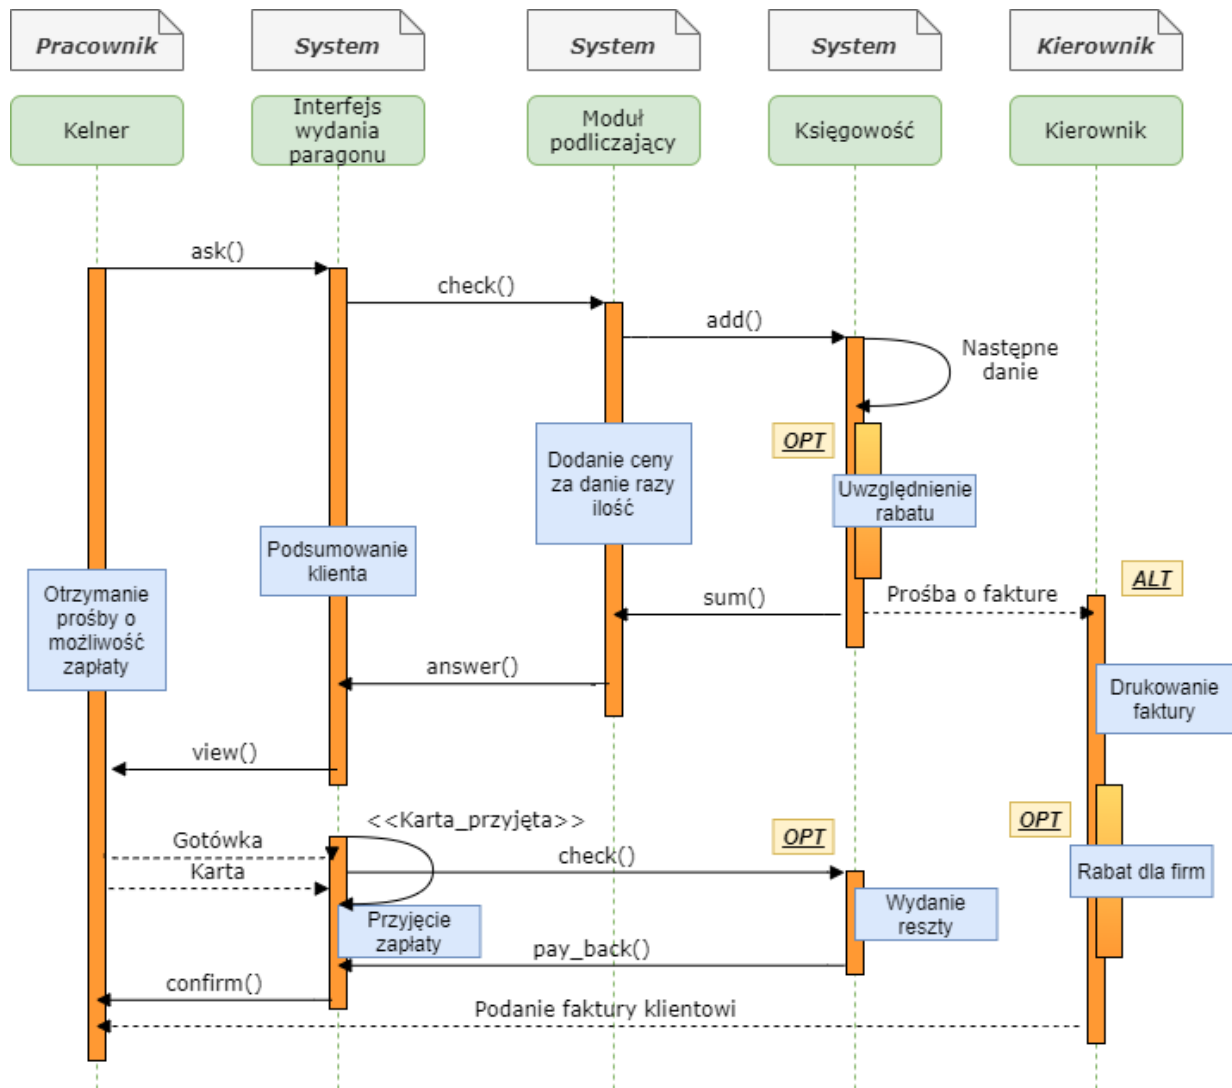 Pracownik
System
System
System
Kierownik
Kelner
Interfejs
wydania
paragonu
Moduł
podliczający
Księgowość
Kierownik
ask()
check()
add()
Następne
danie
OPT
Dodanie ceny
za danie razy
ilość
Uwzględnienie
rabatu
Podsumowanie
klienta
Otrzymanie
prośby o
możliwość
zapłaty
ALT
sum()
Prośba o fakture
answer()
Drukowanie
faktury
view()
<<Karta_przyjęta>>
OPT
OPT
Gotówka
check()
Karta
Rabat dla firm
Przyjęcie
zapłaty
Wydanie
reszty
pay_back()
confirm()
Podanie faktury klientowi